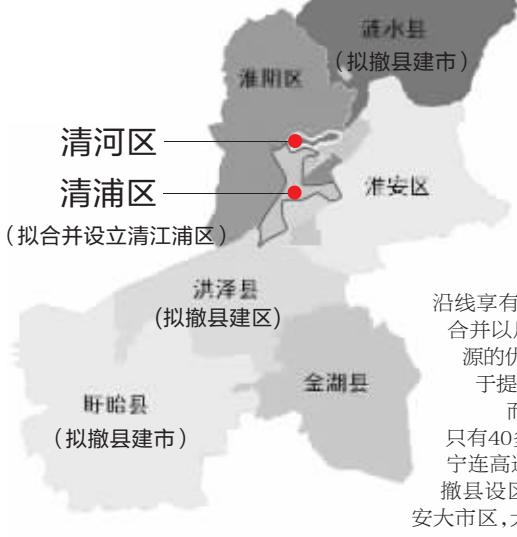 涟水县
（拟撤县建市）
淮阴区
清河区
清浦区
（拟合并设立清江浦区）
淮安区
洪泽县
(拟撤县建区)
金湖县
盱眙县
（拟撤县建市）
沿线享有
合并以
源的优
于提
只有40
宁连高速
撤县设区
安大市区，